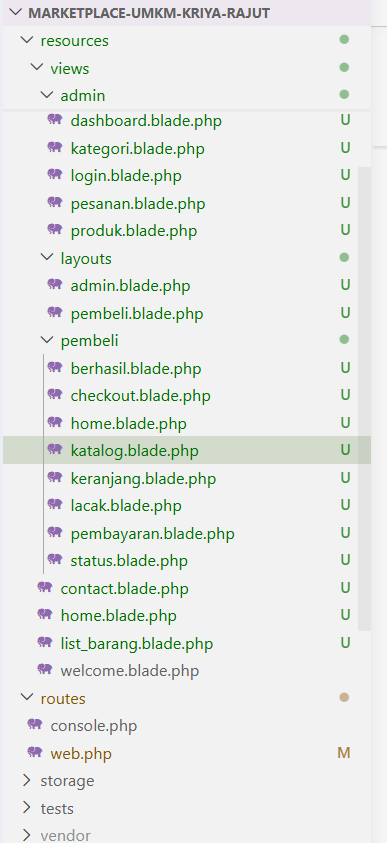 MARKETPLACE-UMKM-KRIYA-RAJUT
resources
views
admin
dashboard.blade.php U
kategori.blade.php U
login.blade.php U
pesanan.blade.php U
produk.blade.php U
layouts
admin.blade.php U
pembeli.blade.php U
pembeli
berhasil.blade.php U
checkout.blade.php U
home.blade.php U
katalog.blade.php U
keranjang.blade.php U
lacak.blade.php U
pembayaran.blade.php U
status.blade.php U
contact.blade.php U
home.blade.php U
list_barang.blade.php U
welcome.blade.php
routes
console.php
web.php M
storage
tests
vendor